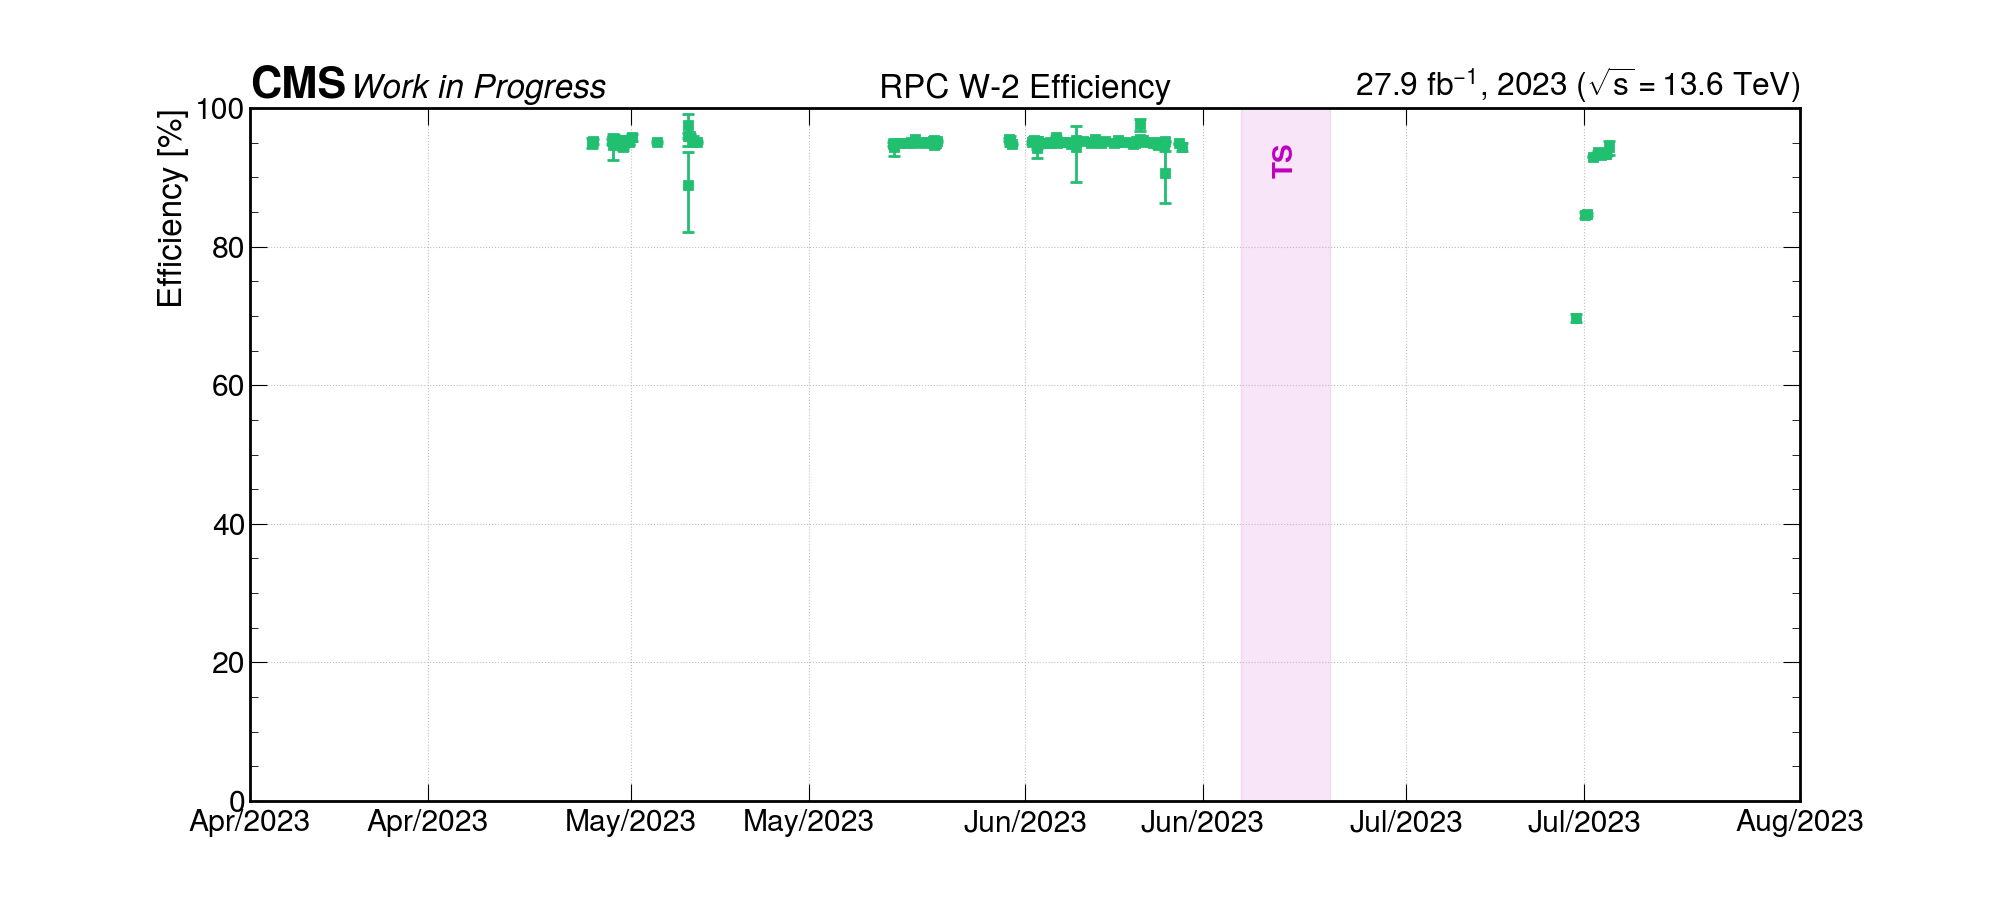 CMS Work in Progress RPC W-2 Efficiency 27.9 fb⁻¹, 2023 (√s = 13.6 TeV)
Efficiency [%]
100
80
60
40
20
0
TS
Apr/2023 Apr/2023 May/2023 May/2023 Jun/2023 Jun/2023 Jul/2023 Jul/2023 Aug/2023